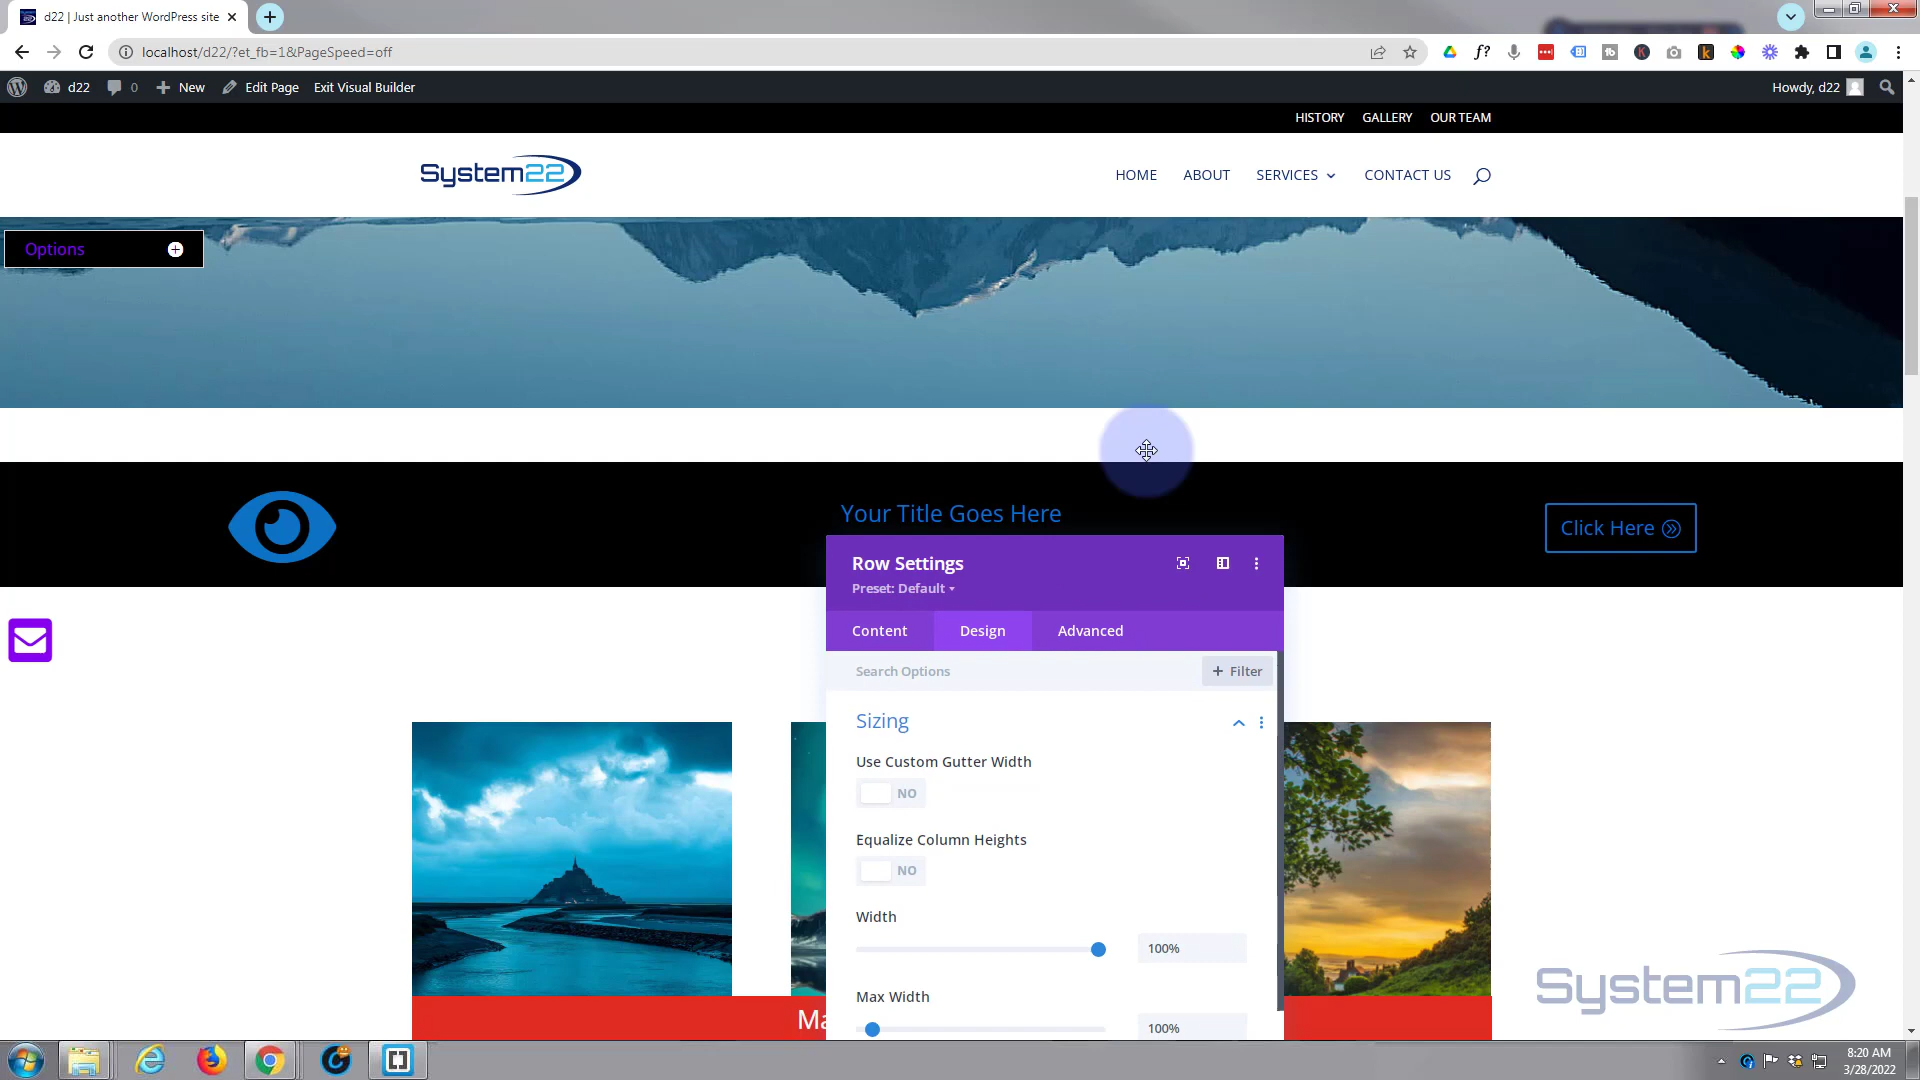 d22 | Just another WordPress site
localhost/d22/?et_fb=1&PageSpeed=off
d22
0
New
Edit Page
Exit Visual Builder
Howdy, d22
HISTORY
GALLERY
OUR TEAM
System22
HOME
ABOUT
SERVICES
CONTACT US
Options
Your Title Goes Here
Click Here
Row Settings
Preset: Default
Content
Design
Advanced
Search Options
+ Filter
Sizing
Use Custom Gutter Width
NO
Equalize Column Heights
NO
Width
100%
Max Width
100%
Ma
System22
8:20 AM
3/28/2022